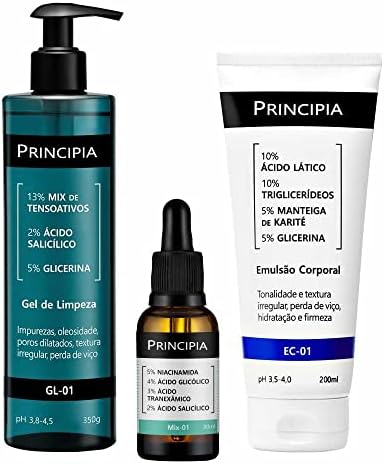 PRINCIPIA
13% MIX DE
TENSOATIVOS
2% ÁCIDO
SALICÍLICO
5% GLICERINA
Gel de Limpeza
Impurezas, oleosidade,
poros dilatados, textura
irregular, perda de viço
GL-01
pH 3,8-4,5
350g
PRINCIPIA
5% NIACINAMIDA
4% ÁCIDO GLICÓLICO
3% ÁCIDO
TRANEXÂMICO
2% ÁCIDO SALICÍLICO
Mix-01
30ml
PRINCIPIA
10%
ÁCIDO LÁTICO
10%
TRIGLICERÍDEOS
5% MANTEIGA
DE KARITÉ
5% GLICERINA
Emulsão Corporal
Tonalidade e textura
irregular, perda de viço,
hidratação e firmeza
EC-01
pH 3,5-4,0
200ml